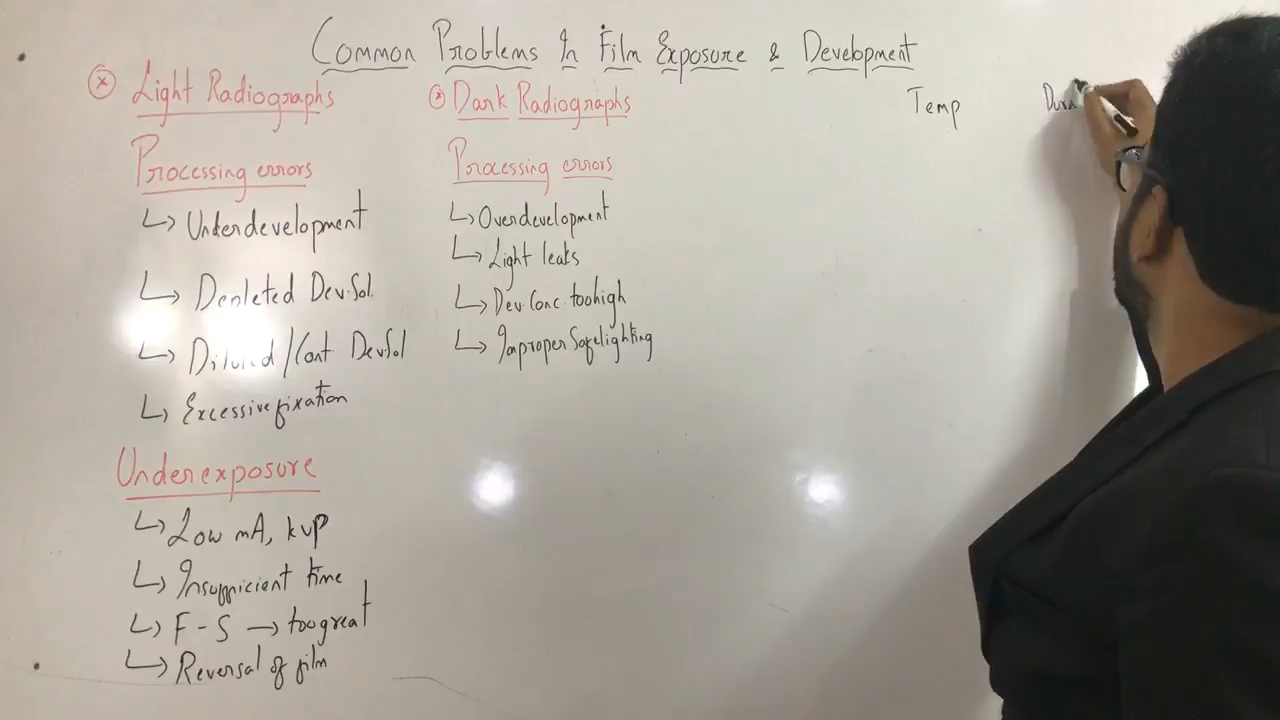 Common Problems In Film Exposure & Development
Light Radiographs
Processing errors
Underdevelopment
Depleted Dev.Sol.
Diluted/Cont. Dev.Sol
Excessive fixation
Underexposure
Low mA, kvp
Insufficient time
F-S → too great
Reversal of film
Dark Radiographs
Processing errors
Overdevelopment
Light leaks
Dev Conc. too high
Improper Safelighting
Temp
Dura